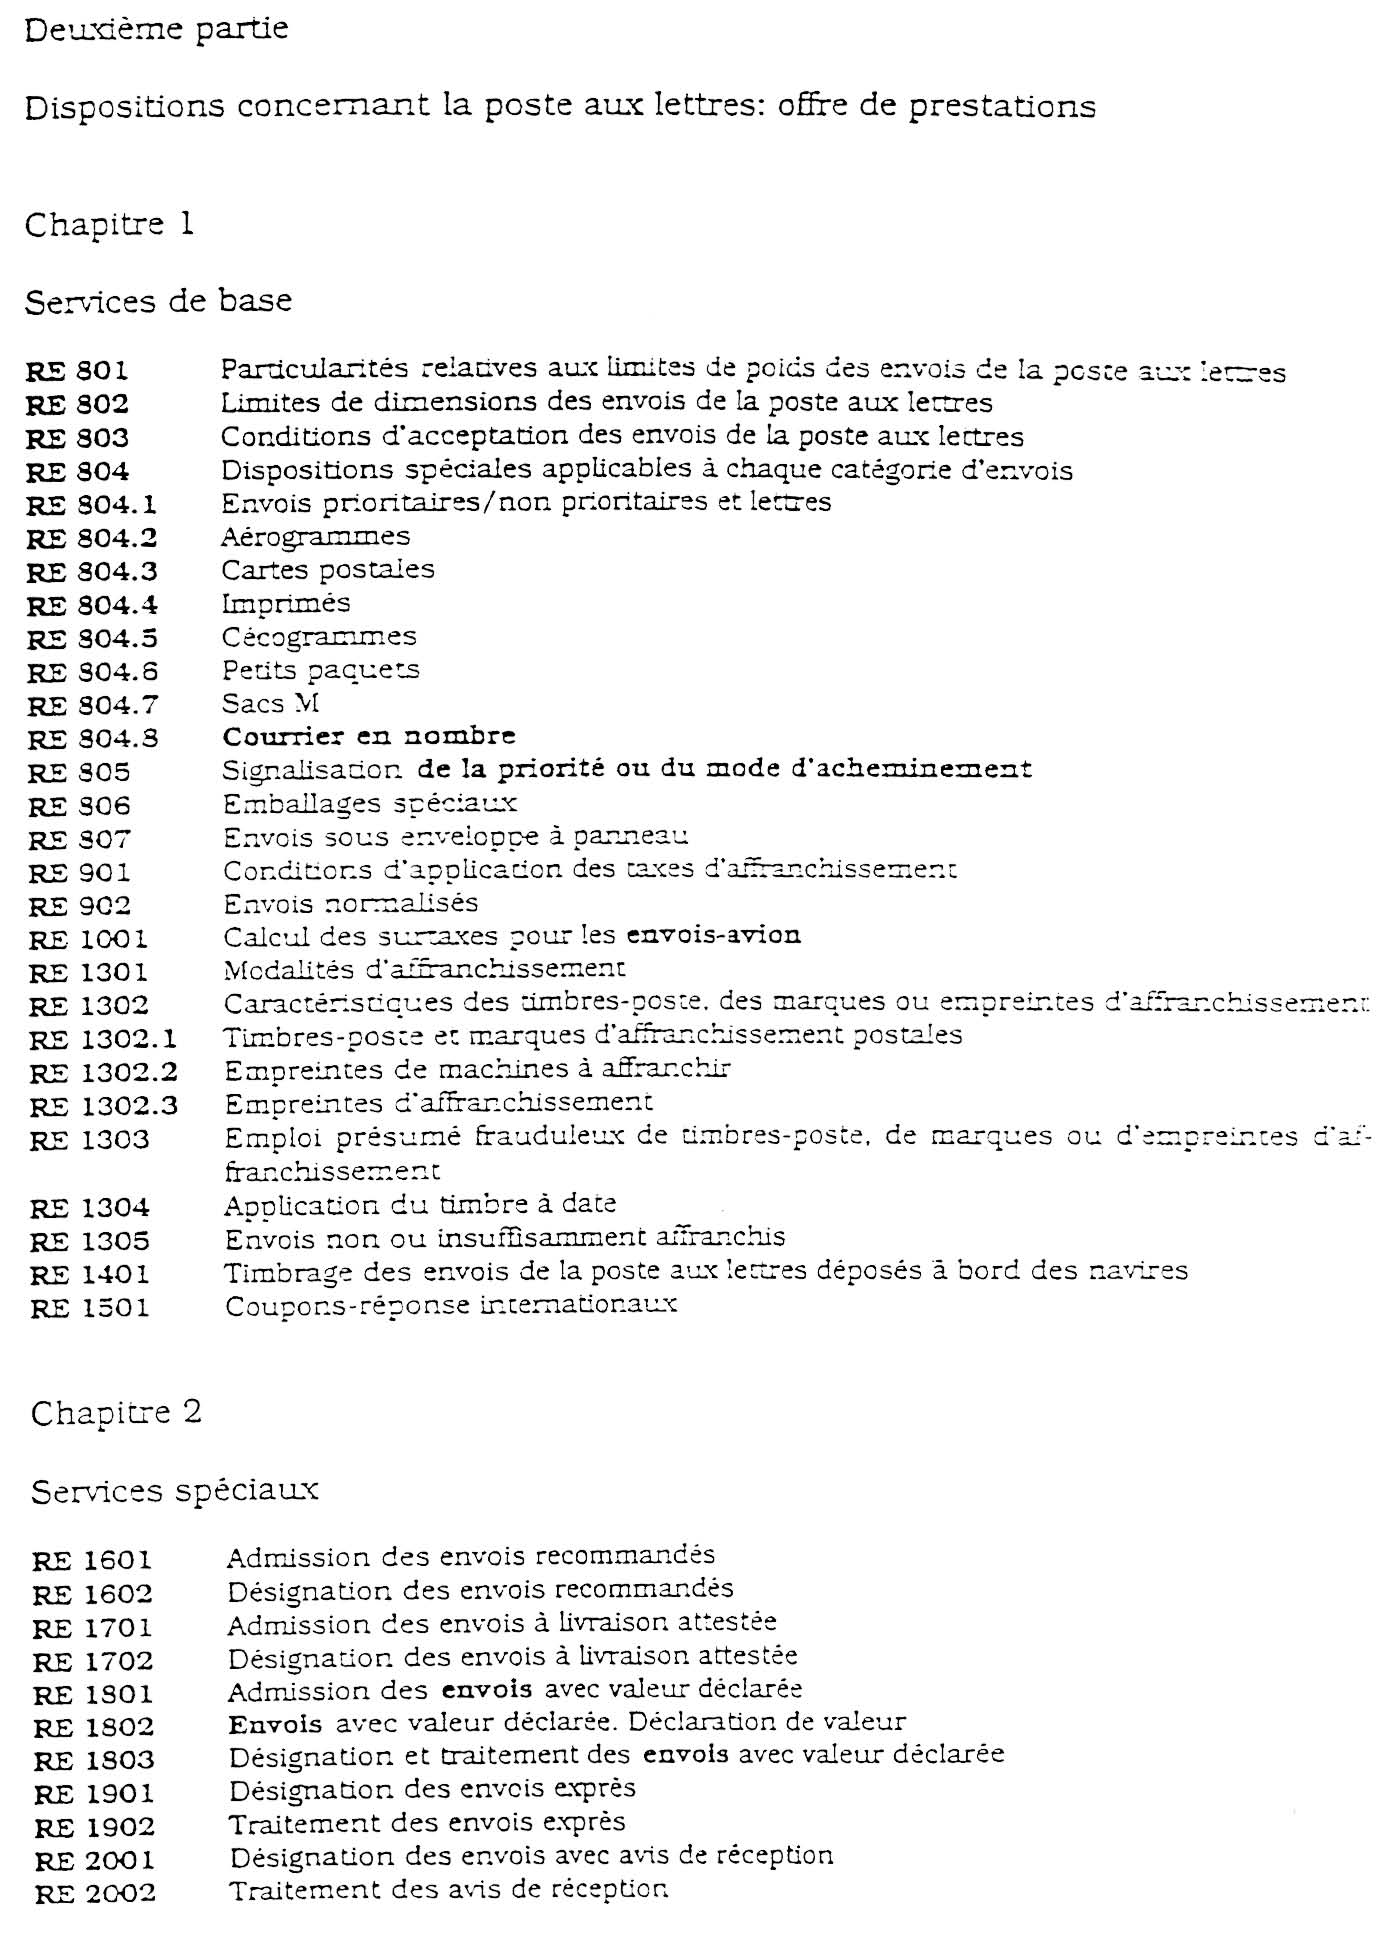 Deuxième partie
Dispositions concernant la poste aux lettres: offre de prestations
Chapitre 1
Services de base
RE 801 Particularités relatives aux limites de poids des envois de la poste aux lettres
RE 802 Limites de dimensions des envois de la poste aux lettres
RE 803 Conditions d'acceptation des envois de la poste aux lettres
RE 804 Dispositions spéciales applicables à chaque catégorie d'envois
RE 804.1 Envois prioritaires/non prioritaires et lettres
RE 804.2 Aérogrammes
RE 804.3 Cartes postales
RE 804.4 Imprimés
RE 804.5 Cécogrammes
RE 804.6 Petits paquets
RE 804.7 Sacs M
RE 804.8 Courrier en nombre
RE 805 Signalisation de la priorité ou du mode d'acheminement
RE 806 Emballages spéciaux
RE 807 Envois sous enveloppe à panneau
RE 901 Conditions d'application des taxes d'affranchissement
RE 902 Envois normalisés
RE 1001 Calcul des surtaxes pour les envois-avion
RE 1301 Modalités d'affranchissement
RE 1302 Caractéristiques des timbres-poste, des marques ou empreintes d'affranchissement
RE 1302.1 Timbres-poste et marques d'affranchissement postales
RE 1302.2 Empreintes de machines à affranchir
RE 1302.3 Empreintes d'affranchissement
RE 1303 Emploi présumé frauduleux de timbres-poste, de marques ou d'empreintes d'af-
franchissement
RE 1304 Application du timbre à date
RE 1305 Envois non ou insuffisamment affranchis
RE 1401 Timbrage des envois de la poste aux lettres déposés à bord des navires
RE 1501 Coupons-réponse internationaux
Chapitre 2
Services spéciaux
RE 1601 Admission des envois recommandés
RE 1602 Désignation des envois recommandés
RE 1701 Admission des envois à livraison attestée
RE 1702 Désignation des envois à livraison attestée
RE 1801 Admission des envois avec valeur déclarée
RE 1802 Envois avec valeur déclarée. Déclaration de valeur
RE 1803 Désignation et traitement des envois avec valeur déclarée
RE 1901 Désignation des envois exprès
RE 1902 Traitement des envois exprès
RE 2001 Désignation des envois avec avis de réception
RE 2002 Traitement des avis de réception